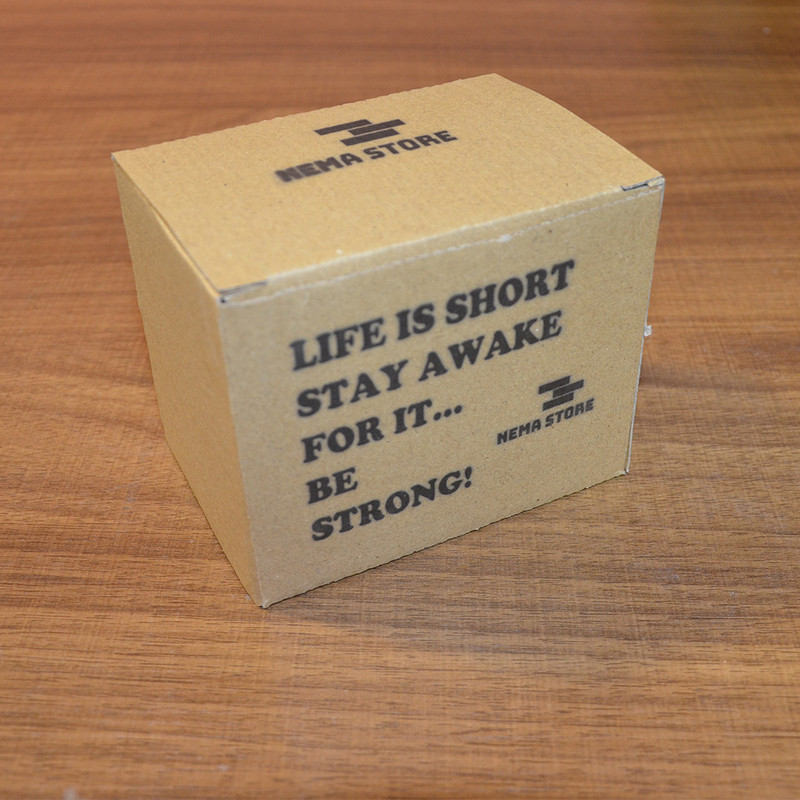 NEMA STORE
LIFE IS SHORT
STAY AWAKE
FOR IT...
BE
STRONG!
NEMA STORE